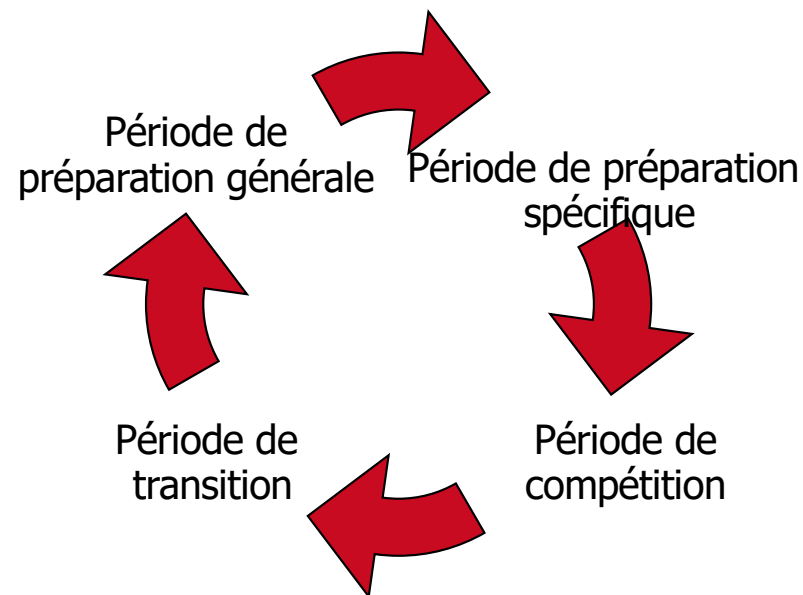 Période de
préparation générale
Période de préparation
spécifique
Période de
compétition
Période de
transition